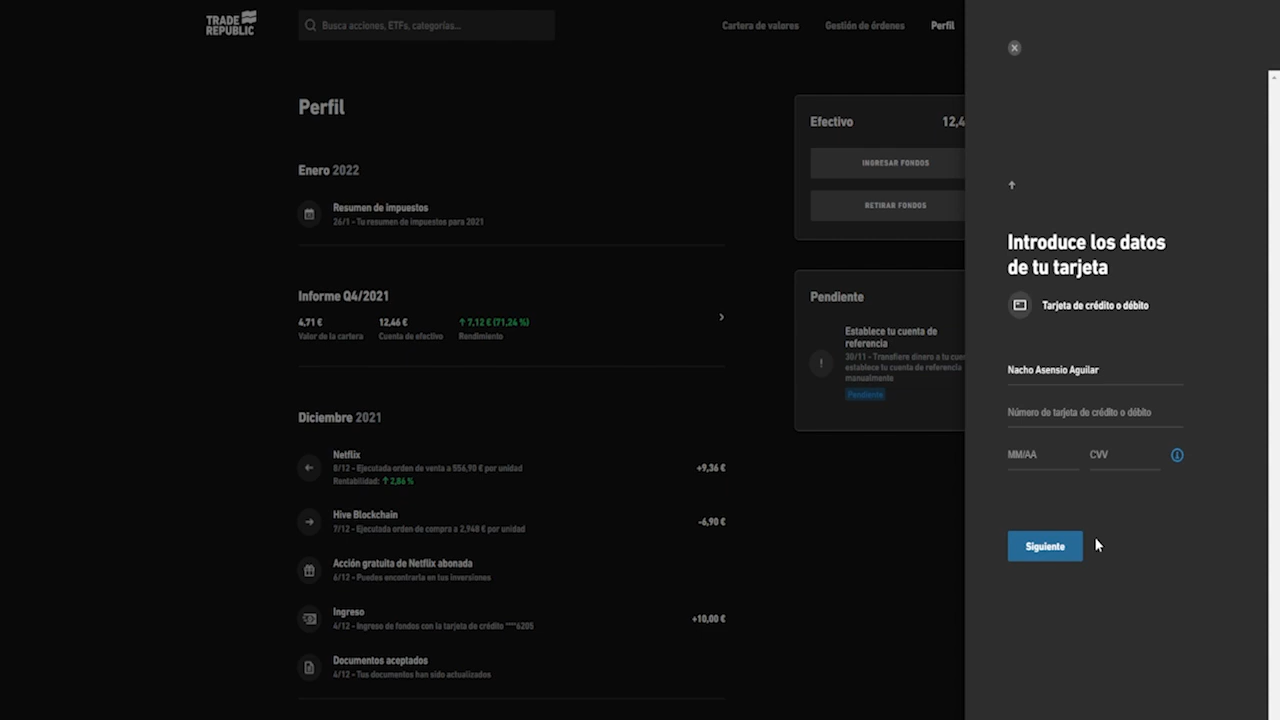 TRADE
REPUBLIC
Busca acciones, ETFs, categorías...
Cartera de valores
Gestión de órdenes
Perfil
Perfil
Enero 2022
Resumen de impuestos
26/1 - Tu resumen de impuestos para 2021
Informe Q4/2021
4,71 €
12,46 €
↑ 7,12 € (71,24 %)
Valor de la cartera
Cuenta de efectivo
Rendimiento
Diciembre 2021
Netflix
8/12 - Ejecutada orden de venta a 556,90 € por unidad
Rentabilidad: ↑ 2,86 %
+9,36 €
Hive Blockchain
7/12 - Ejecutada orden de compra a 2,948 € por unidad
-6,90 €
Acción gratuita de Netflix abonada
6/12 - Puedes encontrarla en tus inversiones
Ingreso
4/12 - Ingreso de fondos con la tarjeta de crédito ****6205
+10,00 €
Documentos aceptados
4/12 - Tus documentos han sido actualizados
Efectivo
12,4
INGRESAR FONDOS
RETIRAR FONDOS
Pendiente
Establece tu cuenta de
referencia
30/11 - Transfiere dinero a tu cuen
establece tu cuenta de referencia
manualmente
Pendiente
Introduce los datos
de tu tarjeta
Tarjeta de crédito o débito
Nacho Asensio Aguilar
Número de tarjeta de crédito o débito
MM/AA
CVV
Siguiente